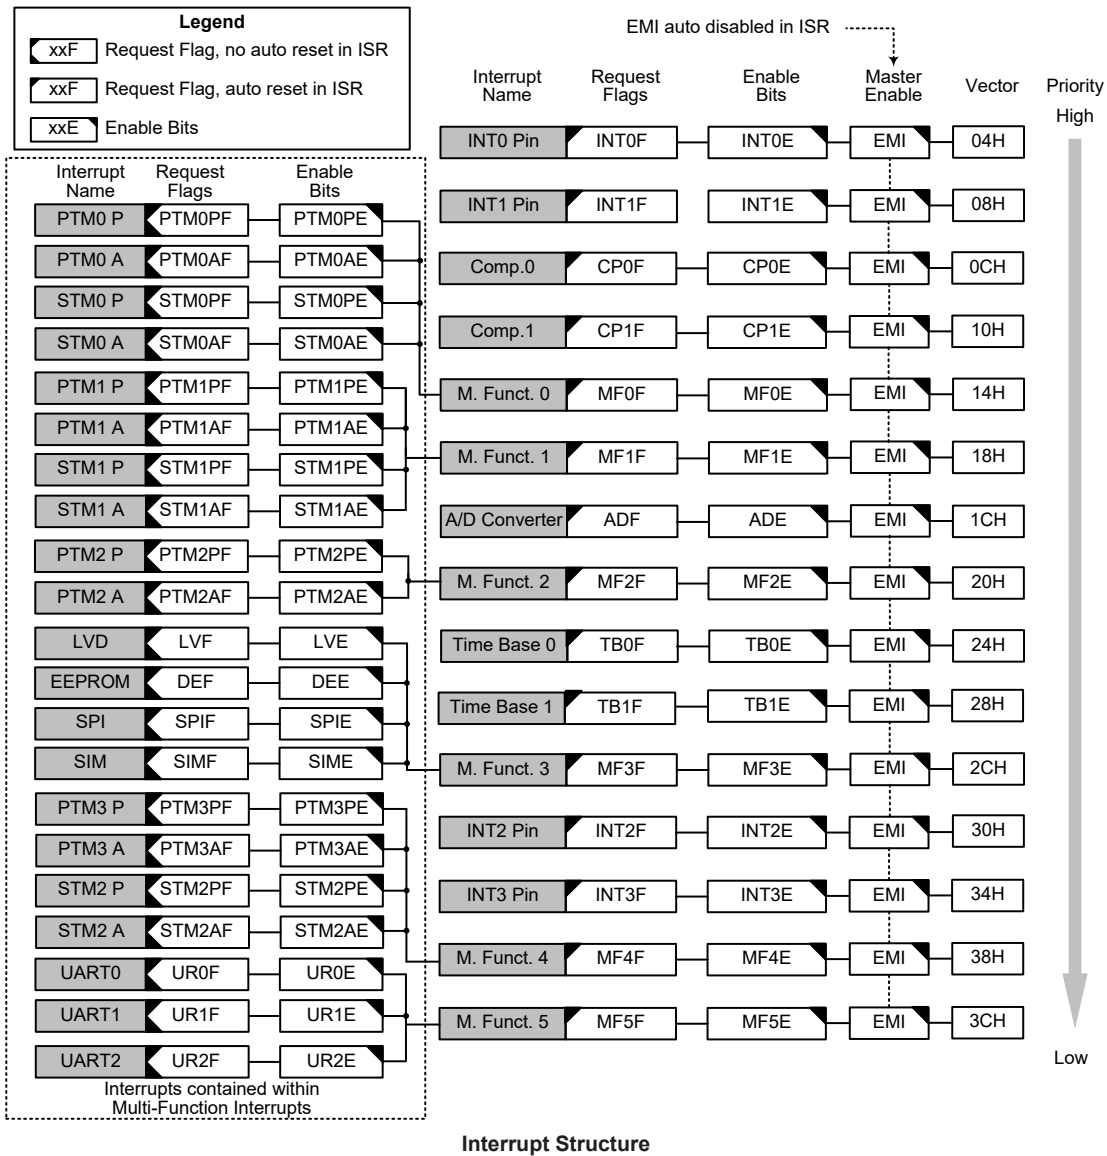 Legend
xxF Request Flag, no auto reset in ISR
xxF Request Flag, auto reset in ISR
xxE Enable Bits
EMI auto disabled in ISR
Interrupt Name Request Flags Enable Bits Master Enable Vector Priority
High
INT0 Pin INT0F INT0E EMI 04H
INT1 Pin INT1F INT1E EMI 08H
Comp.0 CP0F CP0E EMI 0CH
Comp.1 CP1F CP1E EMI 10H
M. Funct. 0 MF0F MF0E EMI 14H
M. Funct. 1 MF1F MF1E EMI 18H
A/D Converter ADF ADE EMI 1CH
M. Funct. 2 MF2F MF2E EMI 20H
Time Base 0 TB0F TB0E EMI 24H
Time Base 1 TB1F TB1E EMI 28H
M. Funct. 3 MF3F MF3E EMI 2CH
INT2 Pin INT2F INT2E EMI 30H
INT3 Pin INT3F INT3E EMI 34H
M. Funct. 4 MF4F MF4E EMI 38H
M. Funct. 5 MF5F MF5E EMI 3CH
Low
Interrupt Name Request Flags Enable Bits
PTM0 P PTM0PF PTM0PE
PTM0 A PTM0AF PTM0AE
STM0 P STM0PF STM0PE
STM0 A STM0AF STM0AE
PTM1 P PTM1PF PTM1PE
PTM1 A PTM1AF PTM1AE
STM1 P STM1PF STM1PE
STM1 A STM1AF STM1AE
PTM2 P PTM2PF PTM2PE
PTM2 A PTM2AF PTM2AE
LVD LVF LVE
EEPROM DEF DEE
SPI SPIF SPIE
SIM SIMF SIME
PTM3 P PTM3PF PTM3PE
PTM3 A PTM3AF PTM3AE
STM2 P STM2PF STM2PE
STM2 A STM2AF STM2AE
UART0 UR0F UR0E
UART1 UR1F UR1E
UART2 UR2F UR2E
Interrupts contained within
Multi-Function Interrupts
Interrupt Structure